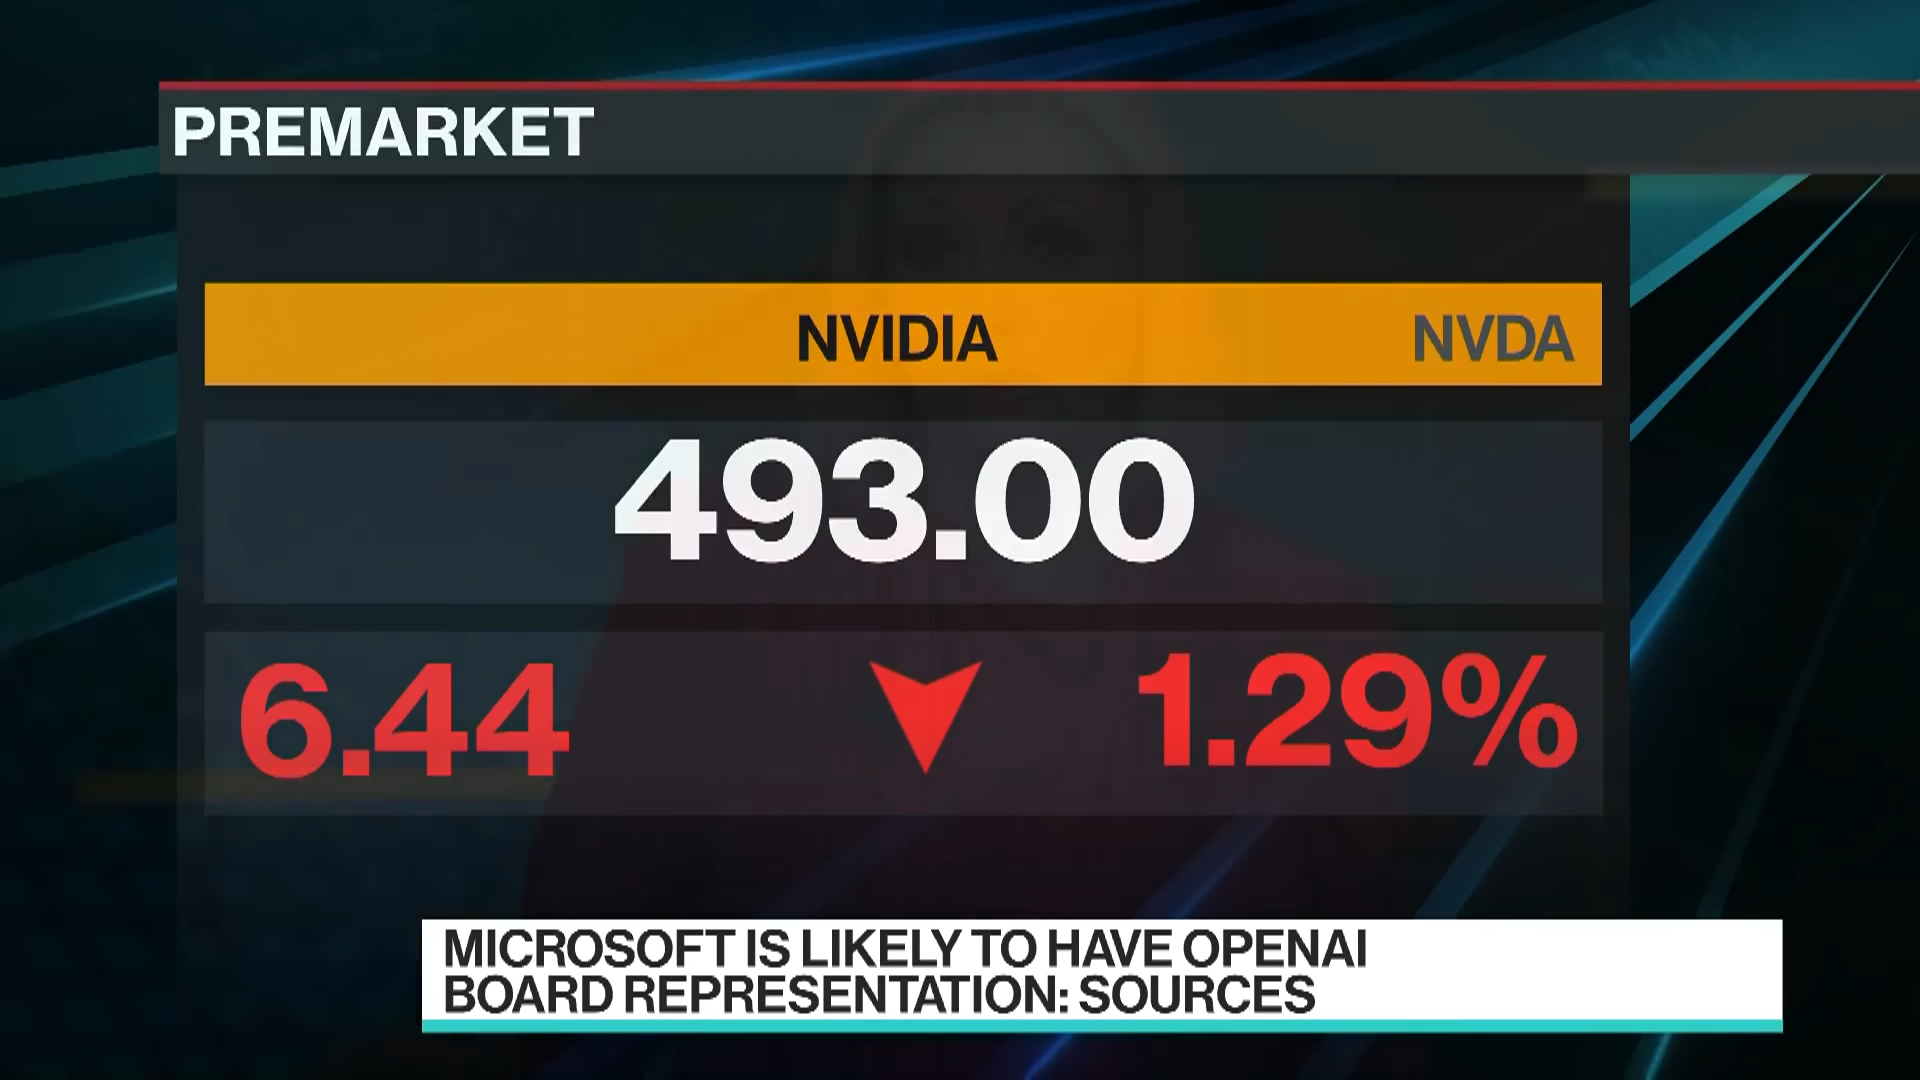 PREMARKET
NVIDIA NVDA
493.00
6.44 1.29%
MICROSOFT IS LIKELY TO HAVE OPENAI
BOARD REPRESENTATION: SOURCES